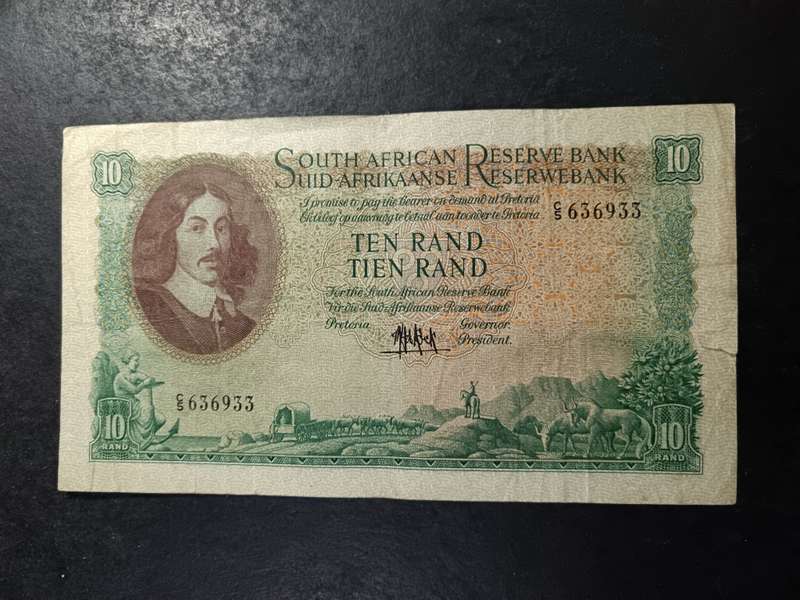 10
10
SOUTH AFRICAN RESERVE BANK
SUID-AFRIKAANSE RESERWEBANK
I promise to pay the bearer on demand at Pretoria
Ek beloof op aanvraag te betaal aan toonder te Pretoria
C/5 636933
TEN RAND
TIEN RAND
For the South African Reserve Bank
Vir die Suid-Afrikaanse Reserwebank
Pretoria Governor.
President.
C/5 636933
10
RAND
10
RAND